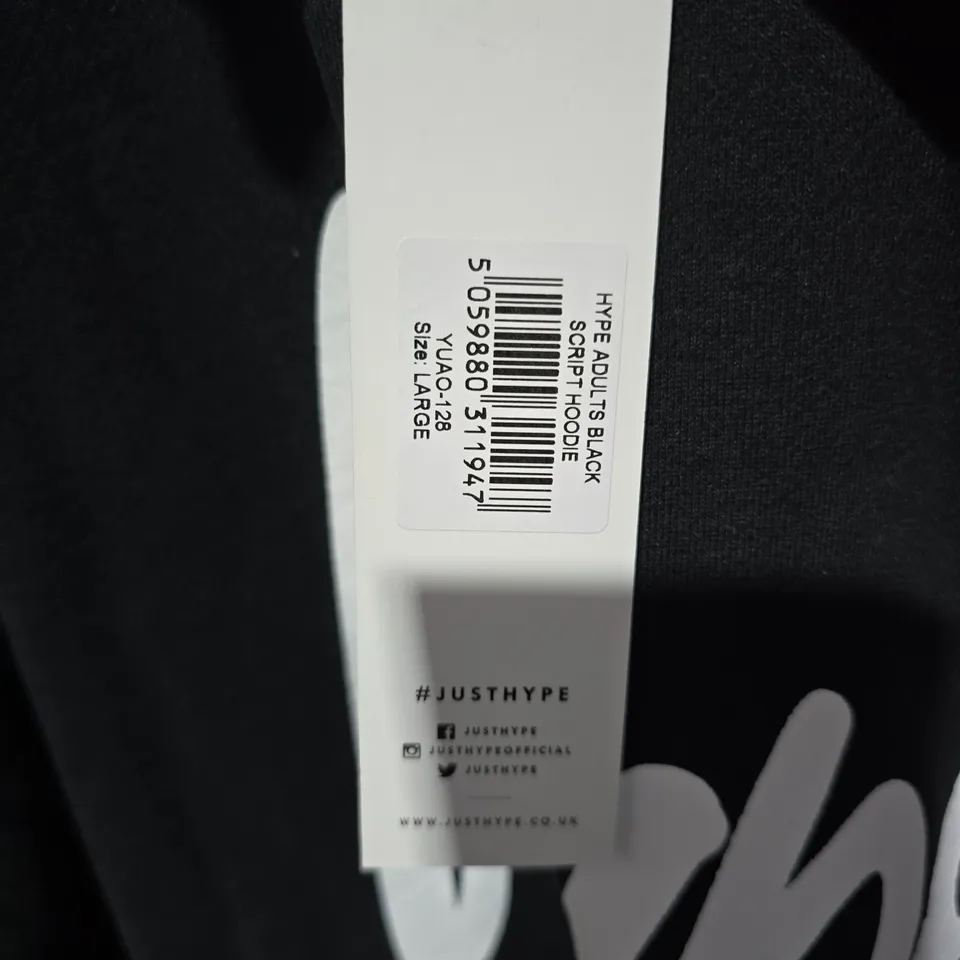 HYPE ADULTS BLACK
SCRIPT HOODIE
5 059880 311947
YUAO-128
Size: LARGE
#JUSTHYPE
JUSTHYPE
JUSTHYPEOFFICIAL
JUSTHYPE
WWW.JUSTHYPE.CO.UK